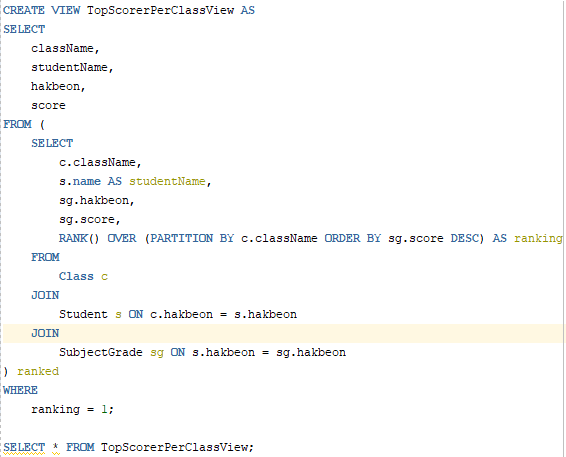 CREATE VIEW TopScorerPerClassView AS
SELECT
    className,
    studentName,
    hakbeon,
    score
FROM (
    SELECT
        c.className,
        s.name AS studentName,
        sg.hakbeon,
        sg.score,
        RANK() OVER (PARTITION BY c.className ORDER BY sg.score DESC) AS ranking
    FROM
        Class c
    JOIN
        Student s ON c.hakbeon = s.hakbeon
    JOIN
        SubjectGrade sg ON s.hakbeon = sg.hakbeon
) ranked
WHERE
    ranking = 1;

SELECT * FROM TopScorerPerClassView;